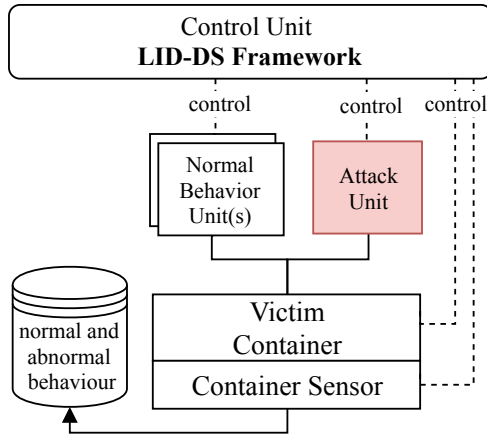 Control Unit
LID-DS Framework
control
control
control
Normal
Behavior
Unit(s)
Attack
Unit
Victim
Container
Container Sensor
normal and
abnormal
behaviour